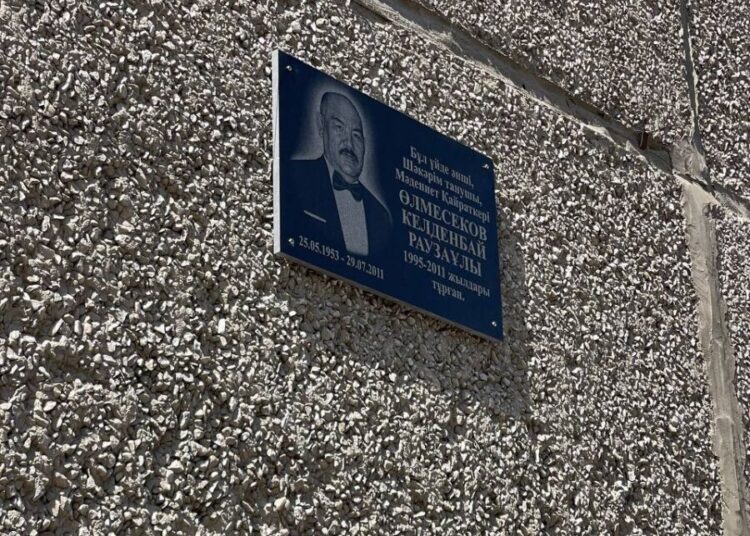 Бұл үйде әнші,
Шәкәрім танушы,
Мәдениет Қайраткері
ӨЛМЕСЕКОВ
КЕЛДЕНБАЙ
РАУЗАҰЛЫ
1995-2011 жылдары
тұрған.
25.05.1953 - 29.07.2011